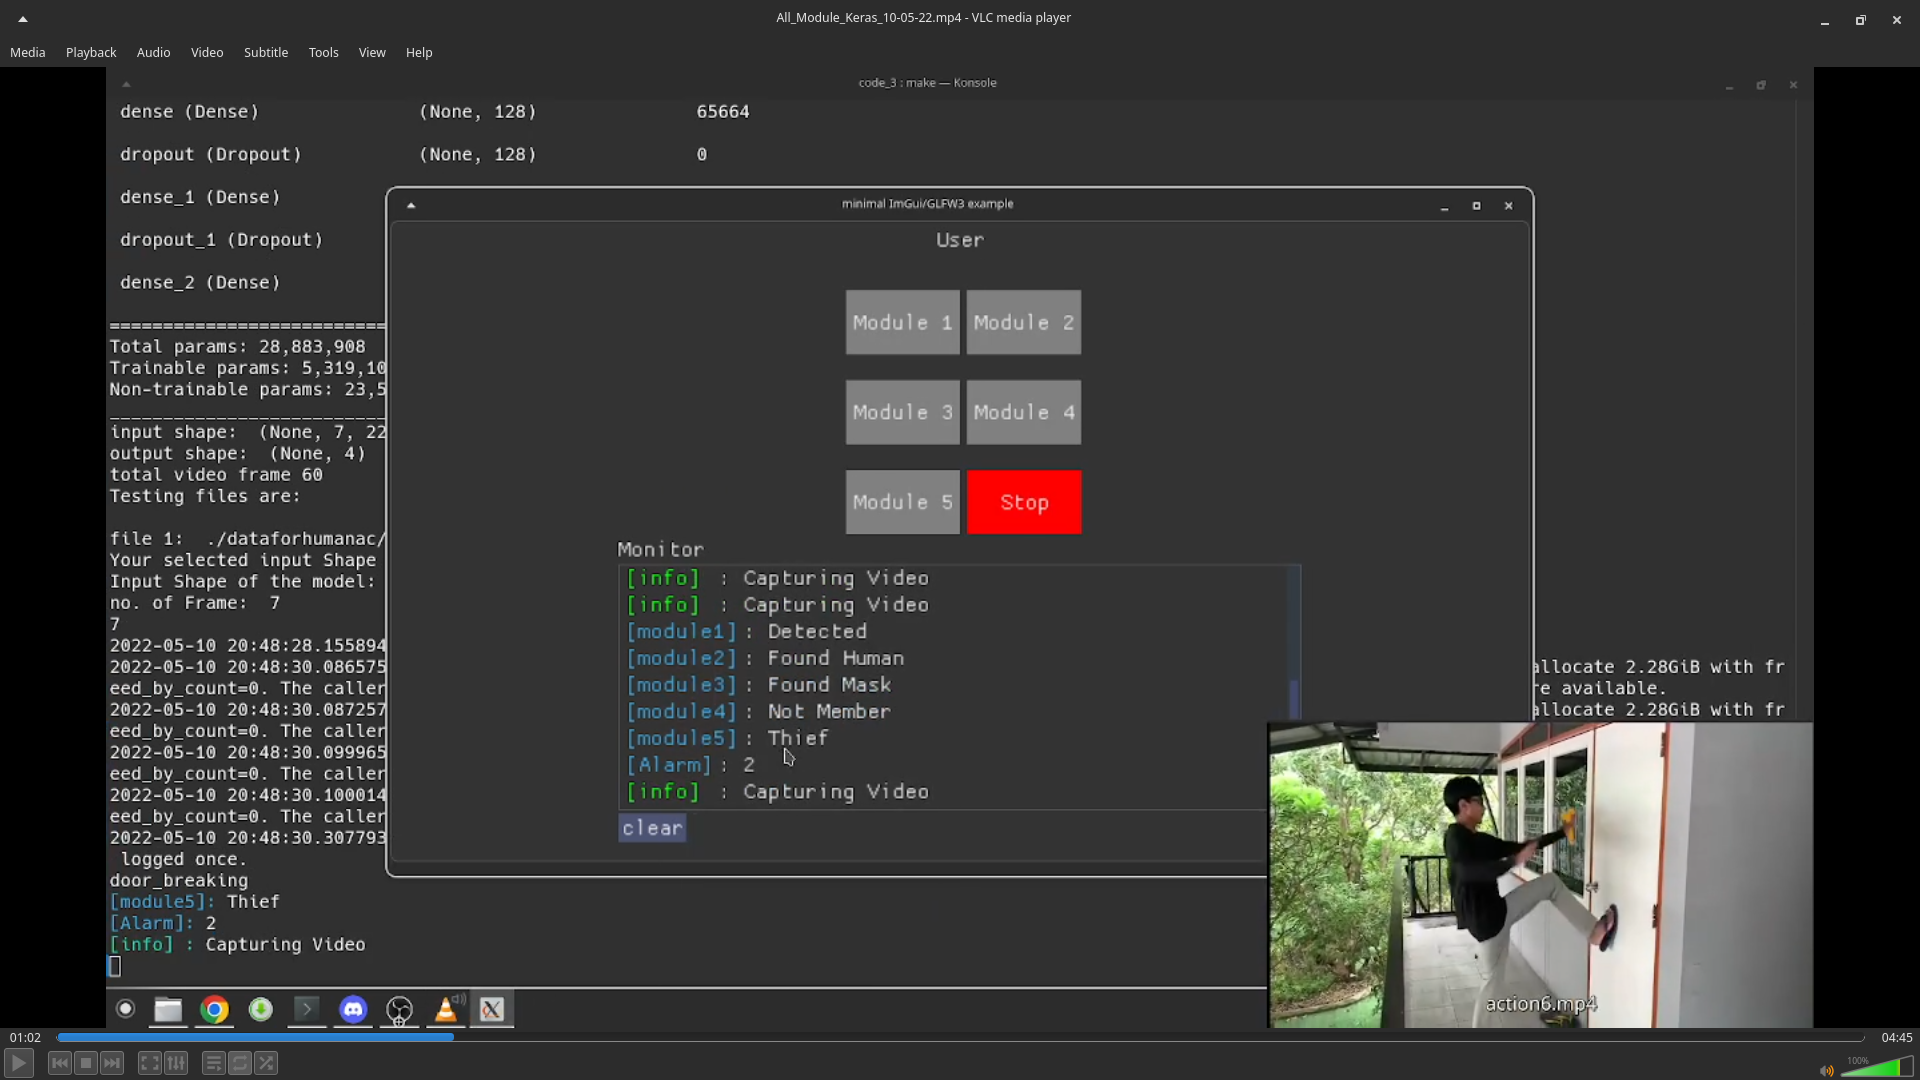 All_Module_Keras_10-05-22.mp4 - VLC media player
Media Playback Audio Video Subtitle Tools View Help
code_3 : make — Konsole
dense (Dense) (None, 128) 65664
dropout (Dropout) (None, 128) 0
dense_1 (Dense)
dropout_1 (Dropout)
dense_2 (Dense)
Total params: 28,883,908
Trainable params: 5,319,10
Non-trainable params: 23,5
input shape: (None, 7, 22
output shape: (None, 4)
total video frame 60
Testing files are:
file 1: ./dataforhumanac/
Your selected input Shape
Input Shape of the model:
no. of Frame: 7
7
2022-05-10 20:48:28.155894
2022-05-10 20:48:30.086575
allocate 2.28GiB with fr
eed_by_count=0. The caller
re available.
2022-05-10 20:48:30.087257
allocate 2.28GiB with fr
eed_by_count=0. The caller
2022-05-10 20:48:30.099965
eed_by_count=0. The caller
2022-05-10 20:48:30.100014
eed_by_count=0. The caller
2022-05-10 20:48:30.307793
logged once.
door_breaking
[module5]: Thief
[Alarm]: 2
[info] : Capturing Video
minimal ImGui/GLFW3 example
User
Module 1 Module 2
Module 3 Module 4
Module 5 Stop
Monitor
[info] : Capturing Video
[info] : Capturing Video
[module1] : Detected
[module2] : Found Human
[module3] : Found Mask
[module4] : Not Member
[module5] : Thief
[Alarm] : 2
[info] : Capturing Video
clear
action6.mp4
01:02 04:45
100%